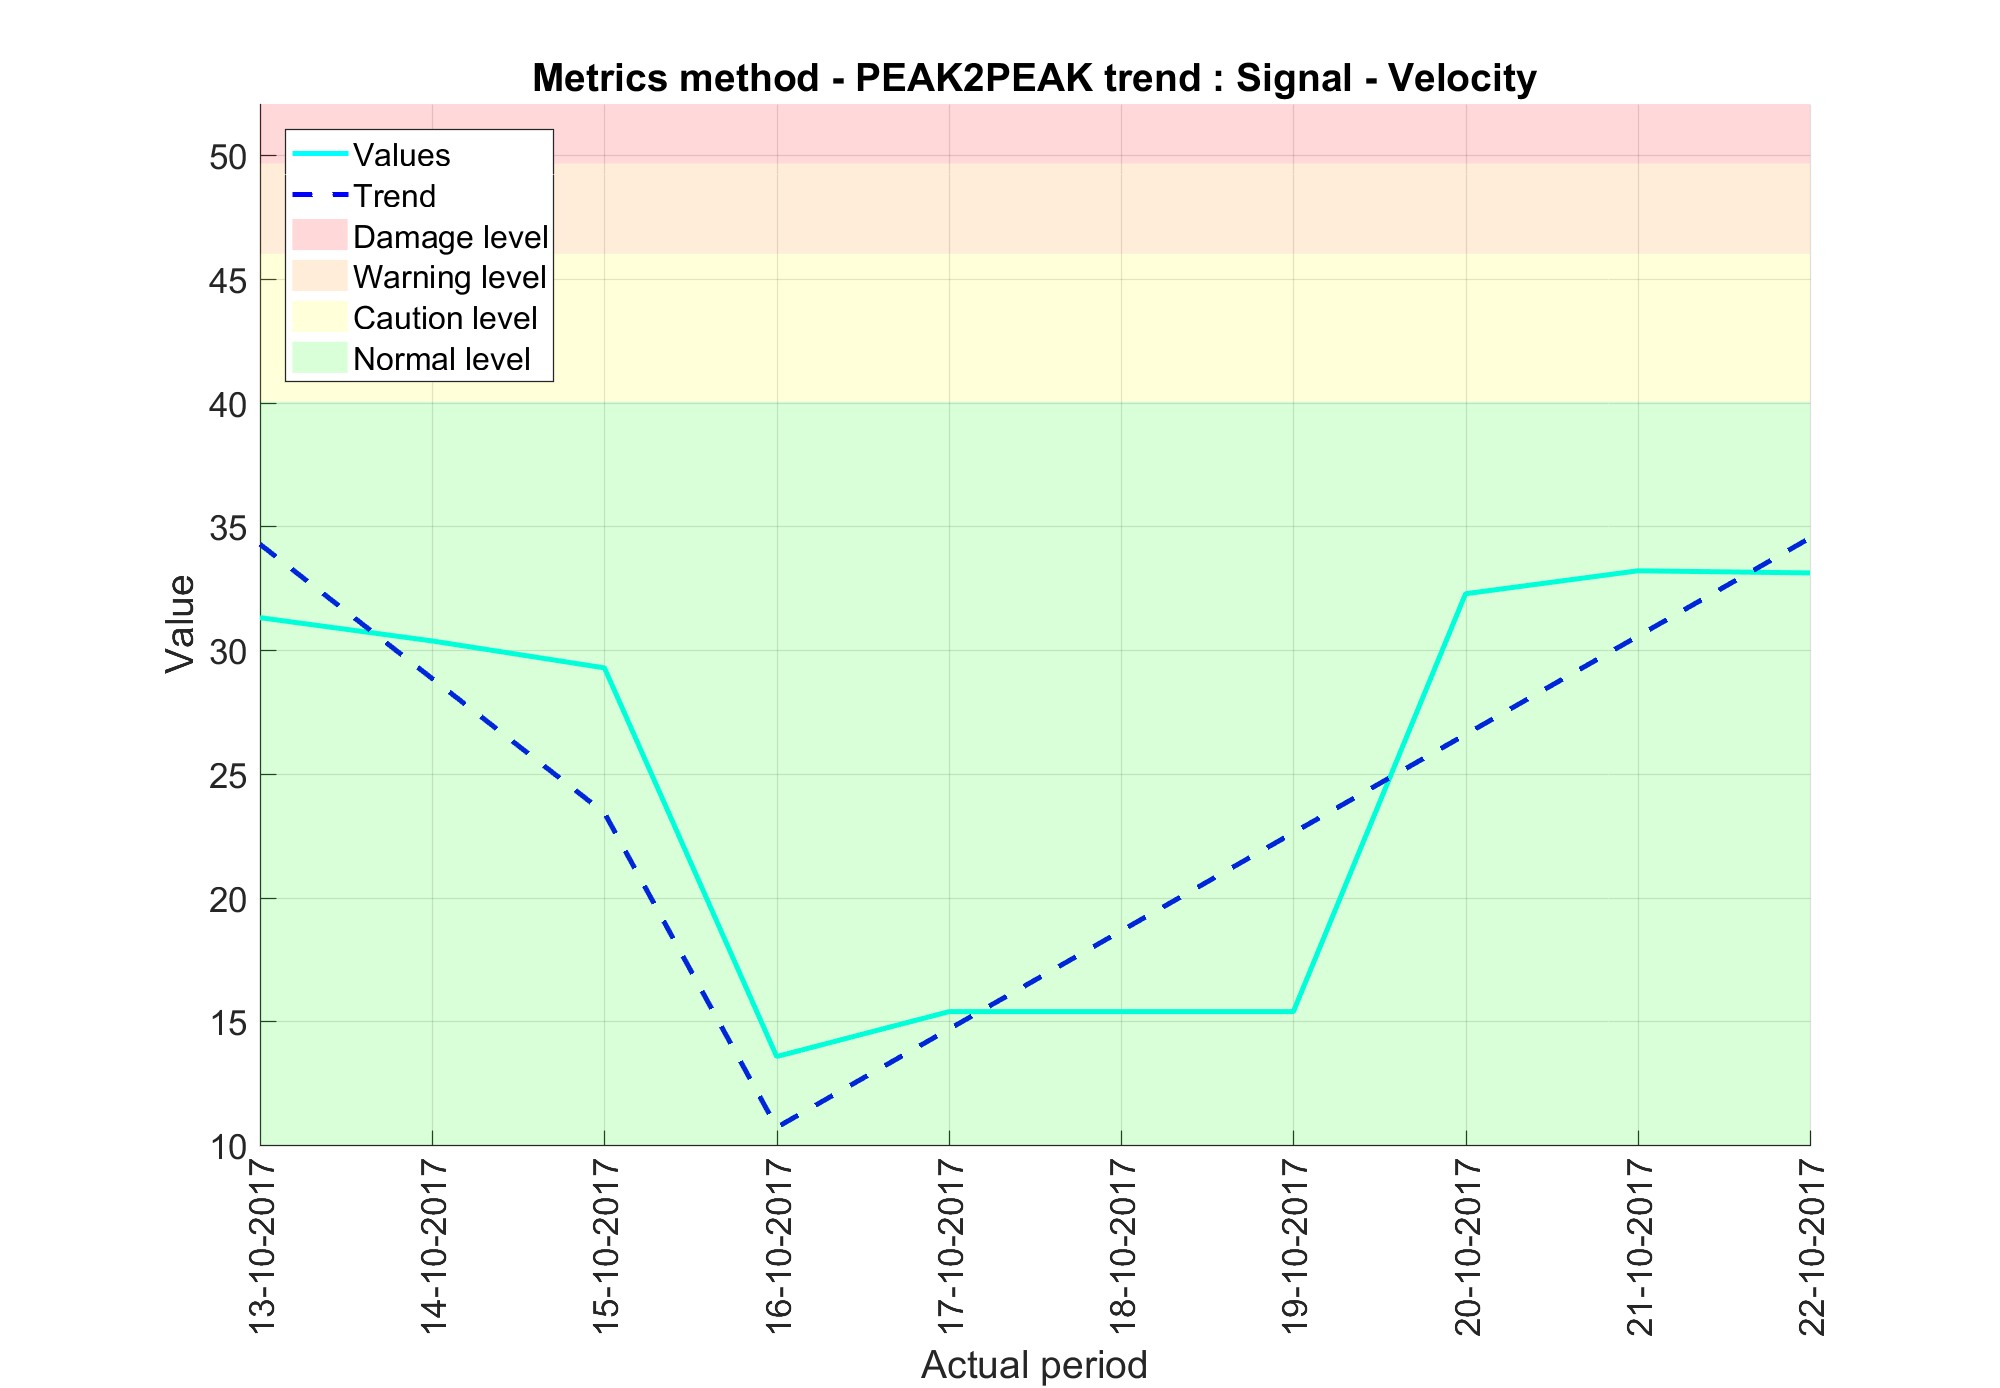 Metrics method - PEAK2PEAK trend : Signal - Velocity
Values
Trend
Damage level
Warning level
Caution level
Normal level
50
45
40
35
30
25
20
15
10
Value
13-10-2017
14-10-2017
15-10-2017
16-10-2017
17-10-2017
18-10-2017
19-10-2017
20-10-2017
21-10-2017
22-10-2017
Actual period